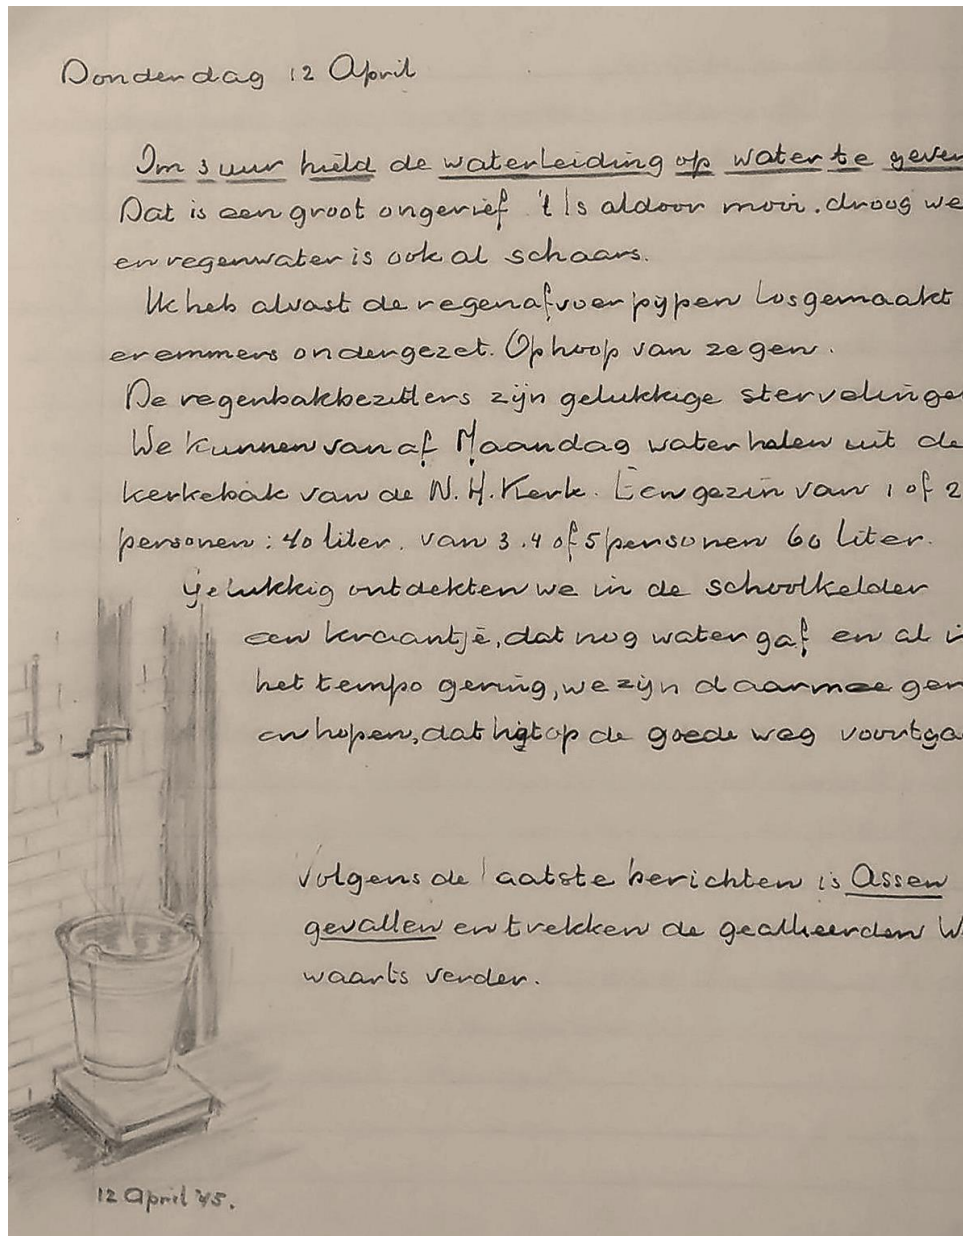 Donderdag 12 April
Om 3 uur hield de waterleiding op water te geven
Dat is een groot ongerief 't Is aldoor mooi. droog we
en regenwater is ook al schaars.
Ik heb alvast de regenafvoerpijpen losgemaakt
er emmers ondergezet. Op hoop van zegen.
De regenbakbezitters zijn gelukkige stervelinge
We kunnen vanaf Maandag water halen uit de
kerkebak van de N.H. Kerk. Een gezin van 1 of 2
personen : 40 liter. van 3.4 of 5 personen 60 liter.
Gelukkig ontdekten we in de schoolkelder
een kraantje, dat nog water gaf en al i
het tempo gering, we zijn daarmee ger
en hopen, dat het op de goede weg voortga
Volgens de laatste berichten is Assen
gevallen en trekken de geallieerden W
waarts verder.
12 April '45.